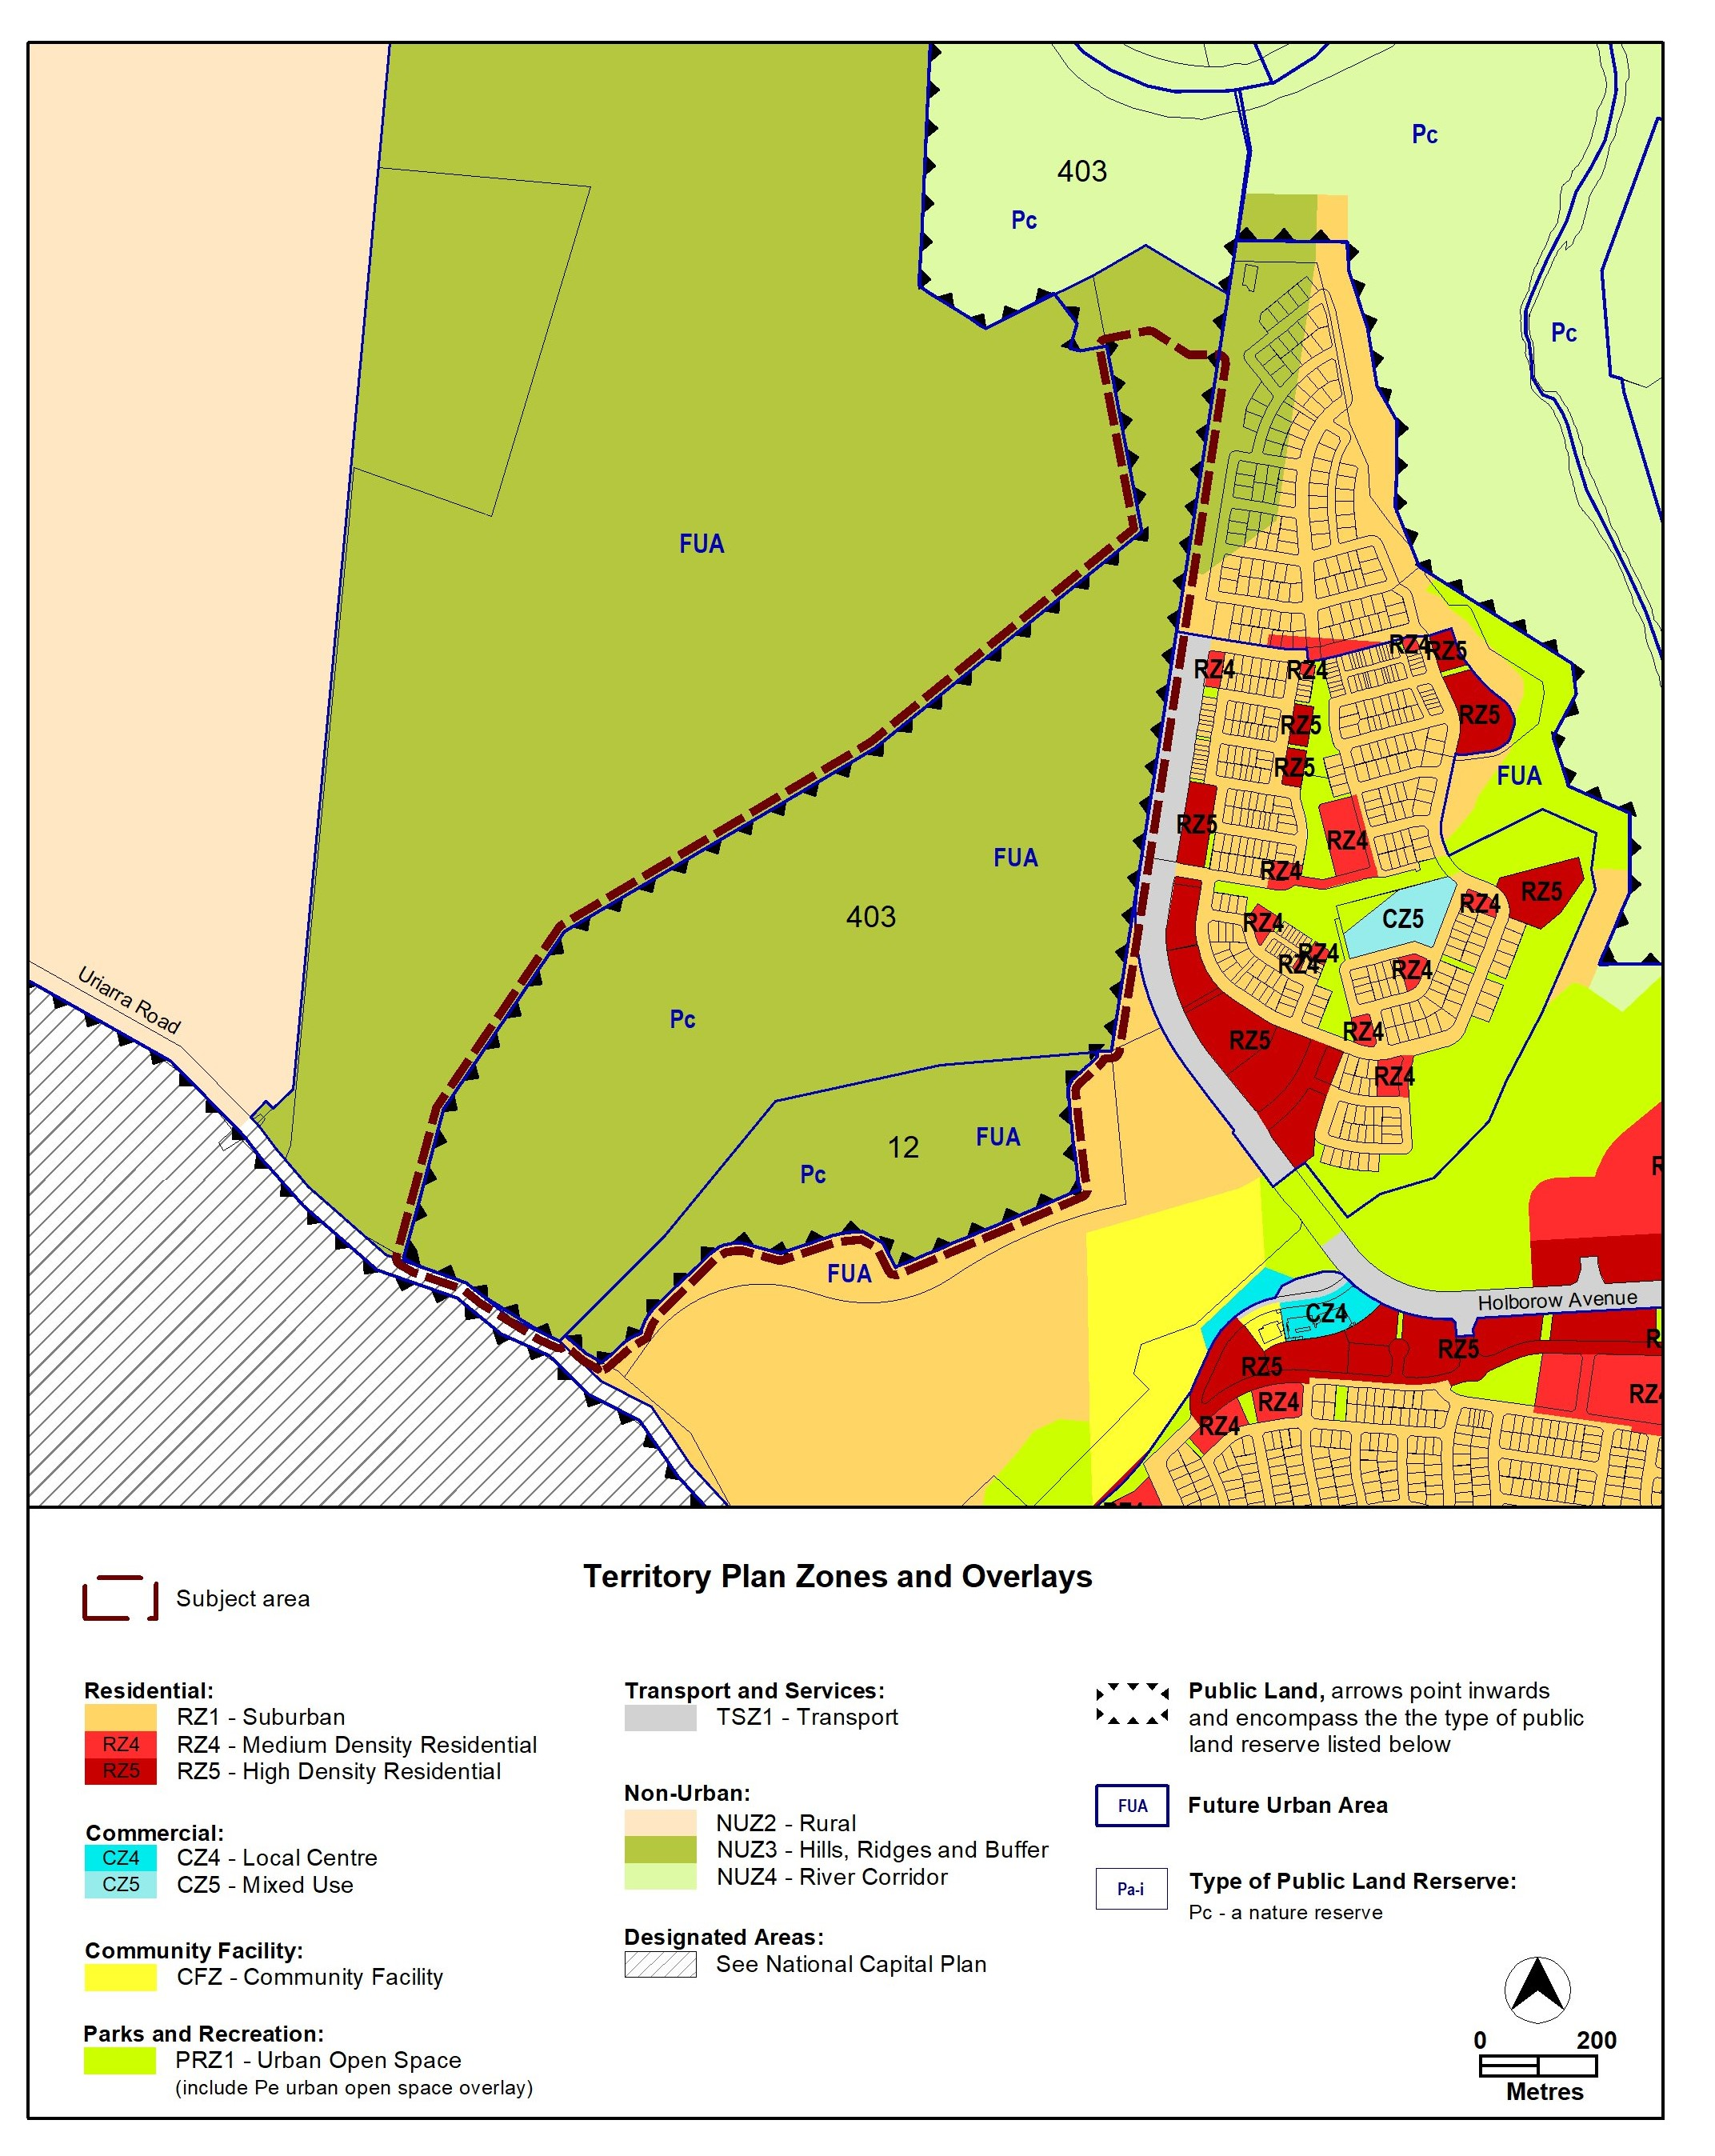 Pc
403
Pc
Pc
FUA
RZ4
RZ5
RZ4
RZ4
RZ5
RZ5
RZ5
FUA
RZ5
RZ4
FUA
RZ4
RZ5
RZ4
403
CZ5
RZ4
RZ4
RZ4
RZ4
Uriarra Road
Pc
RZ4
RZ5
RZ4
FUA
12
Pc
R
FUA
Holborow Avenue
CZ4
RZ5
R
RZ5
RZ4
RZ4
RZ4
Territory Plan Zones and Overlays
Subject area
Residential:
RZ1 - Suburban
RZ4 RZ4 - Medium Density Residential
RZ5 RZ5 - High Density Residential
Commercial:
CZ4 CZ4 - Local Centre
CZ5 CZ5 - Mixed Use
Community Facility:
CFZ - Community Facility
Parks and Recreation:
PRZ1 - Urban Open Space
(include Pe urban open space overlay)
Transport and Services:
TSZ1 - Transport
Non-Urban:
NUZ2 - Rural
NUZ3 - Hills, Ridges and Buffer
NUZ4 - River Corridor
Designated Areas:
See National Capital Plan
Public Land, arrows point inwards
and encompass the the type of public
land reserve listed below
FUA Future Urban Area
Pa-i Type of Public Land Rerserve:
Pc - a nature reserve
0 200
Metres